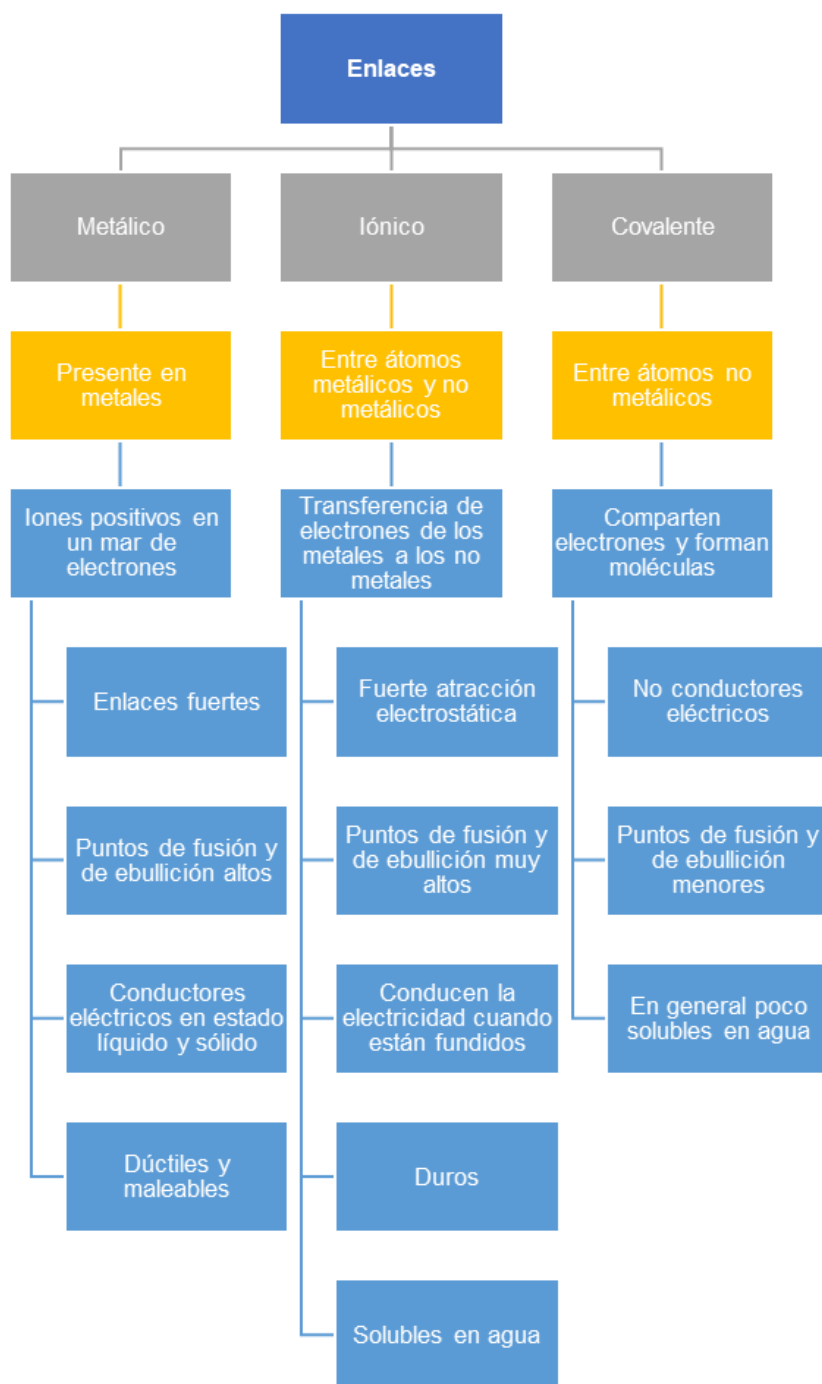 Enlaces
Metálico
Iónico
Covalente
Presente en
metales
Entre átomos
metálicos y no
metálicos
Entre átomos no
metálicos
Iones positivos en
un mar de
electrones
Transferencia de
electrones de los
metales a los no
metales
Comparten
electrones y forman
moléculas
Enlaces fuertes
Fuerte atracción
electrostática
No conductores
eléctricos
Puntos de fusión y
de ebullición altos
Puntos de fusión y
de ebullición muy
altos
Puntos de fusión y
de ebullición
menores
Conductores
eléctricos en estado
líquido y sólido
Conducen la
electricidad cuando
están fundidos
En general poco
solubles en agua
Dúctiles y
maleables
Duros
Solubles en agua